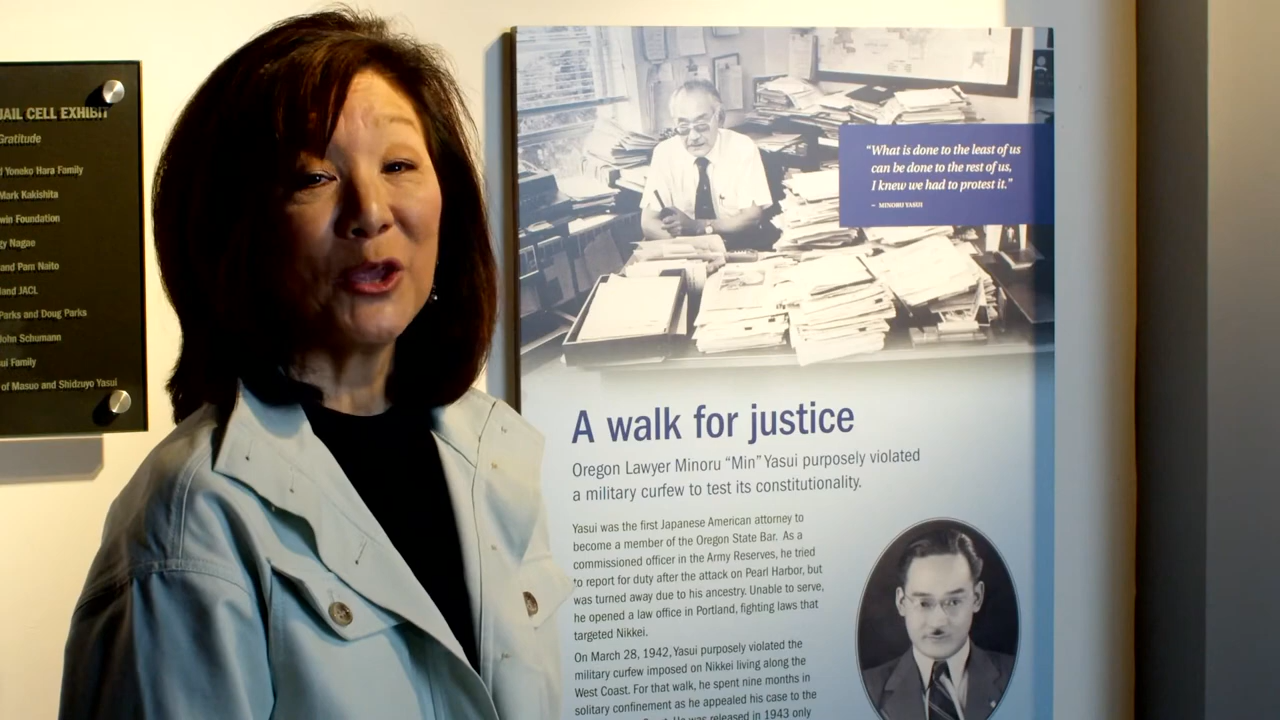 JAIL CELL EXHIBIT
Gratitude
Yoneko Hara Family
Mark Kakishita
win Foundation
gy Nagae
and Pam Naito
land JACL
Parks and Doug Parks
John Schumann
ui Family
of Masuo and Shidzuyo Yasui
“What is done to the least of us
can be done to the rest of us,
I knew we had to protest it.”
– MINORU YASUI
A walk for justice
Oregon Lawyer Minoru “Min” Yasui purposely violated
a military curfew to test its constitutionality.
Yasui was the first Japanese American attorney to
become a member of the Oregon State Bar. As a
commissioned officer in the Army Reserves, he tried
to report for duty after the attack on Pearl Harbor, but
was turned away due to his ancestry. Unable to serve,
he opened a law office in Portland, fighting laws that
targeted Nikkei.
On March 28, 1942, Yasui purposely violated the
military curfew imposed on Nikkei living along the
West Coast. For that walk, he spent nine months in
solitary confinement as he appealed his case to the
He was released in 1943 only